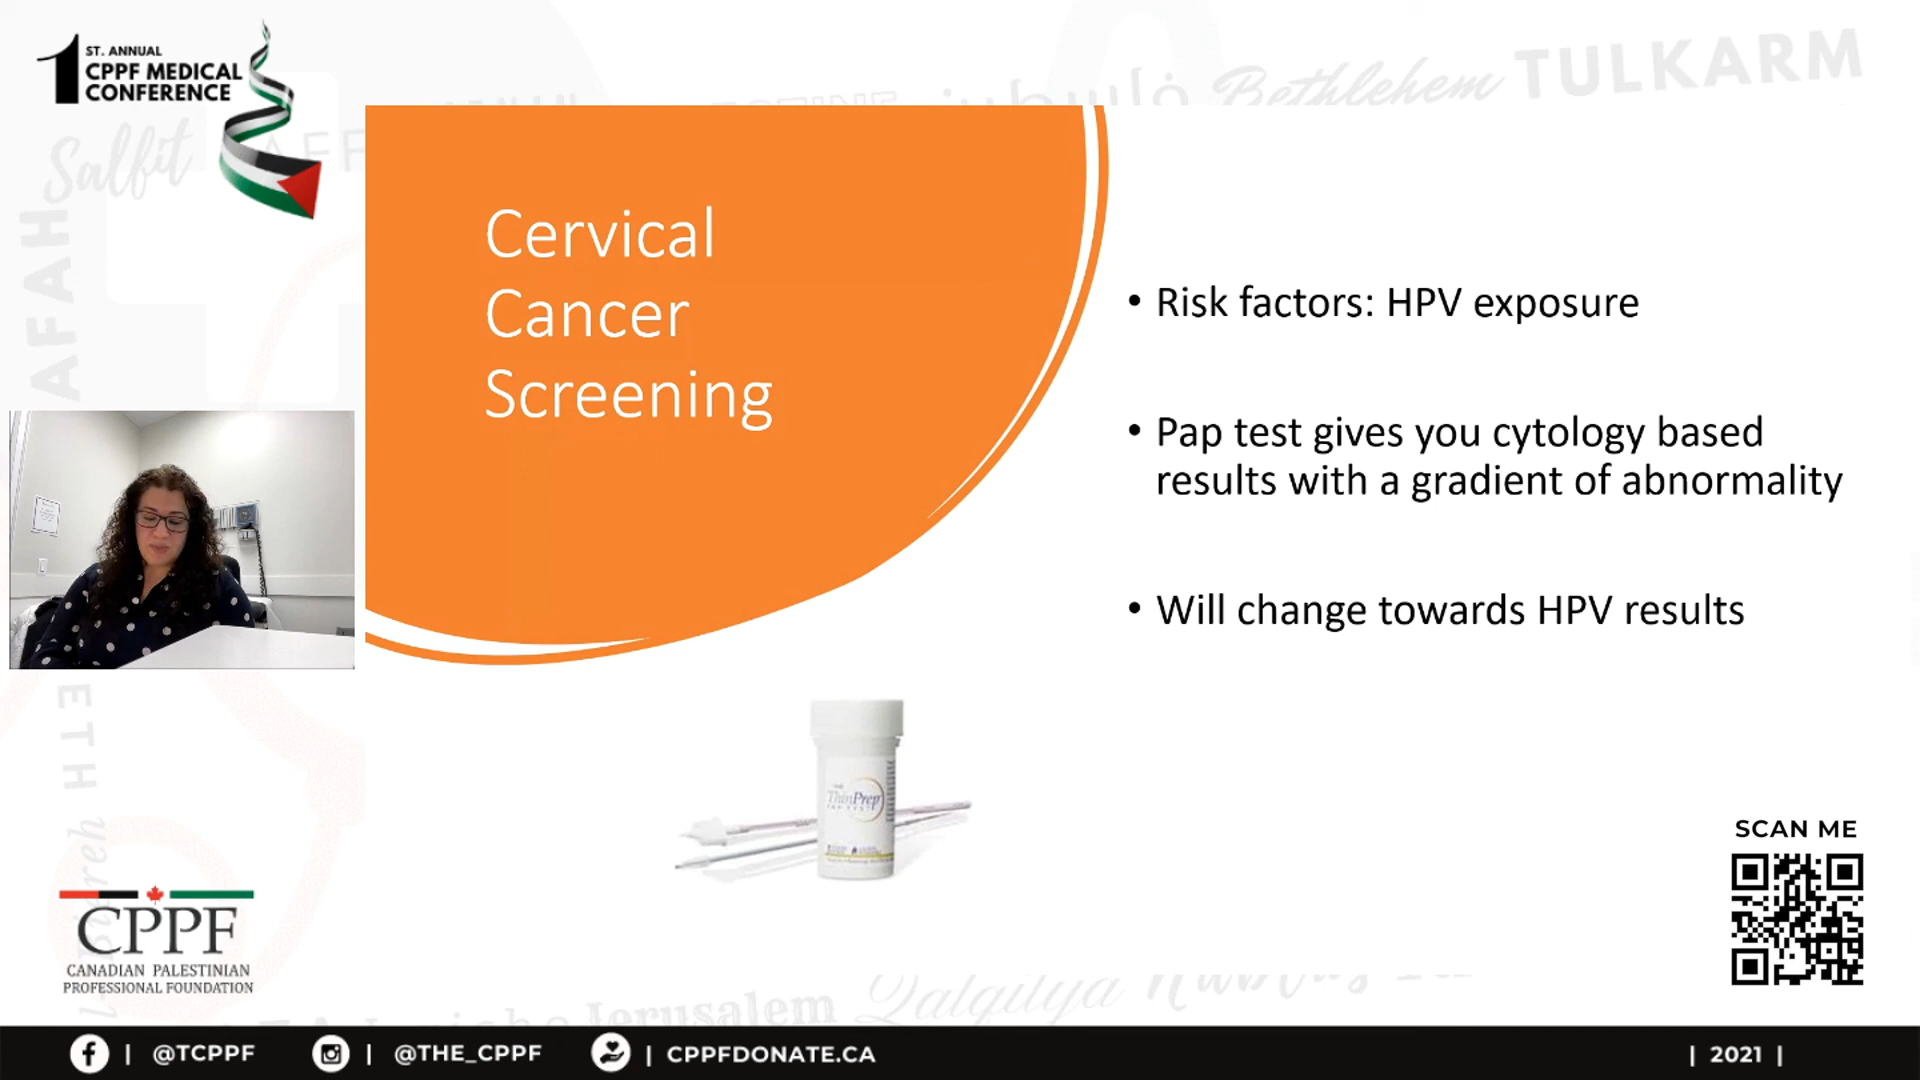 1 ST. ANNUAL
CPPF MEDICAL
CONFERENCE
Bethlehem TULKARM
Salfit
AFAH
Cervical
Cancer
Screening
• Risk factors: HPV exposure
• Pap test gives you cytology based
results with a gradient of abnormality
• Will change towards HPV results
ThinPrep
SCAN ME
CPPF
CANADIAN PALESTINIAN
PROFESSIONAL FOUNDATION
Jerusalem Qalqilya
| @TCPPF | @THE_CPPF | CPPFDONATE.CA | 2021 |